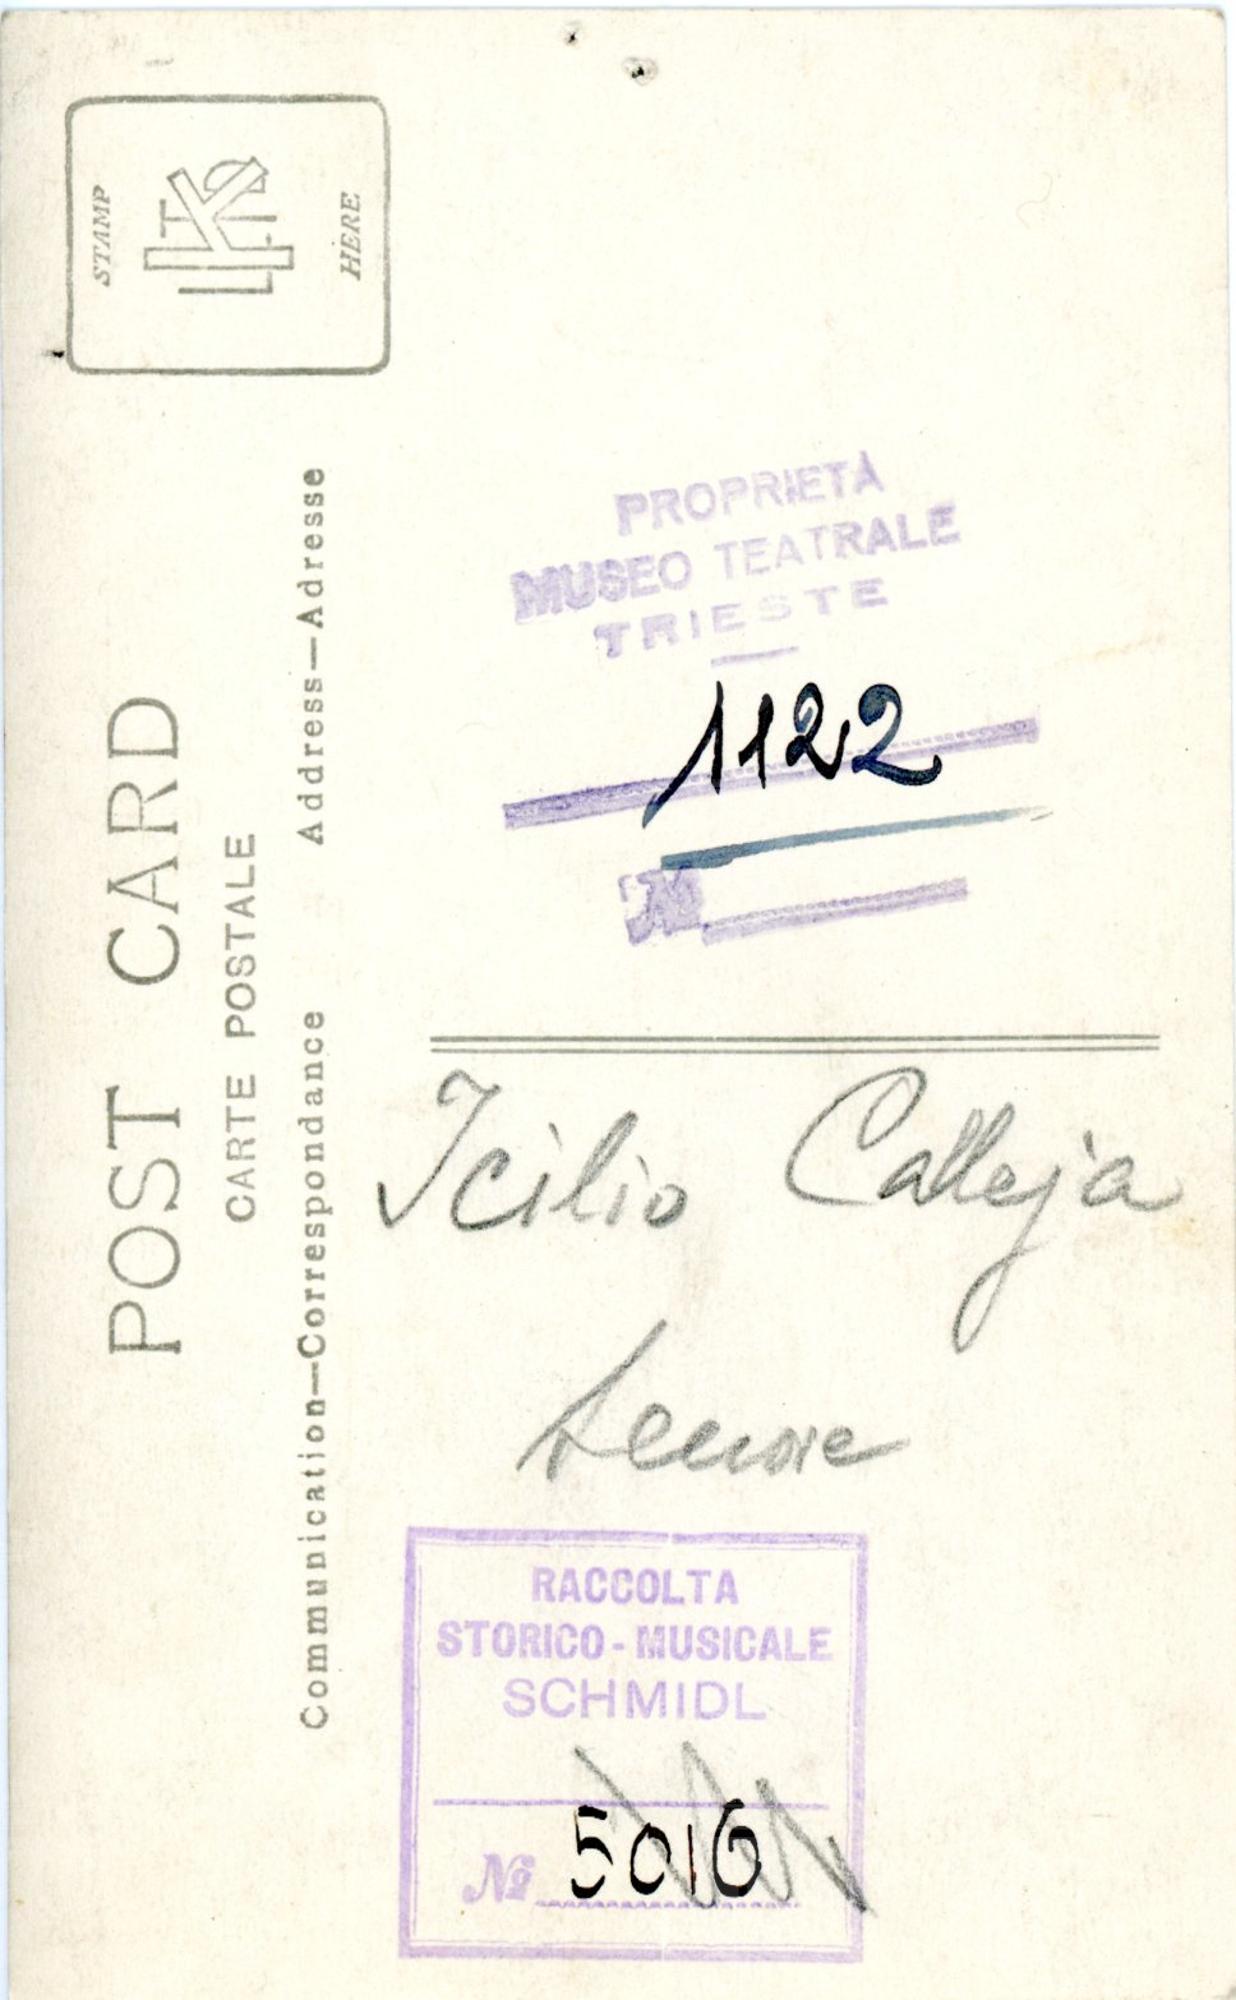 STAMP
HERE
POST CARD
CARTE POSTALE
Communication—Correspondance Address—Adresse
PROPRIETÀ
MUSEO TEATRALE
TRIESTE
1122
N
Icilio Calleja
tenore
RACCOLTA
STORICO-MUSICALE
SCHMIDL
Nº 5016